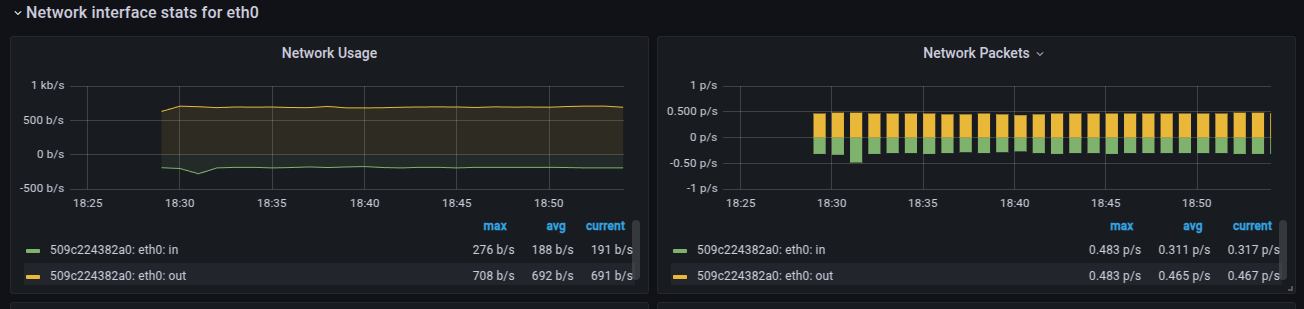 Network interface stats for eth0
Network Usage
1 kb/s
500 b/s
0 b/s
-500 b/s
18:25 18:30 18:35 18:40 18:45 18:50
max avg current
509c224382a0: eth0: in 276 b/s 188 b/s 191 b/s
509c224382a0: eth0: out 708 b/s 692 b/s 691 b/s
Network Packets
1 p/s
0.500 p/s
0 p/s
-0.50 p/s
-1 p/s
18:25 18:30 18:35 18:40 18:45 18:50
max avg current
509c224382a0: eth0: in 0.483 p/s 0.311 p/s 0.317 p/s
509c224382a0: eth0: out 0.483 p/s 0.465 p/s 0.467 p/s